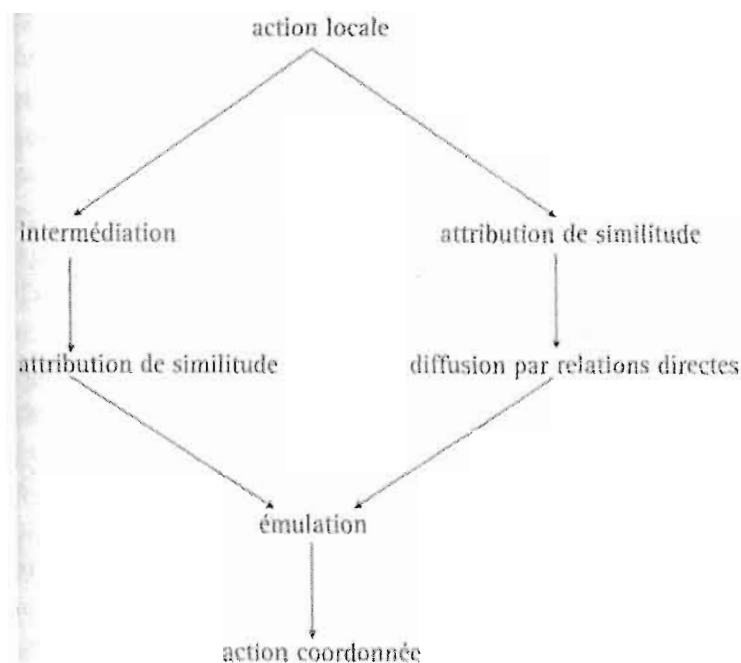 action locale
intermédiation
attribution de similitude
attribution de similitude
diffusion par relations directes
émulation
action coordonnée